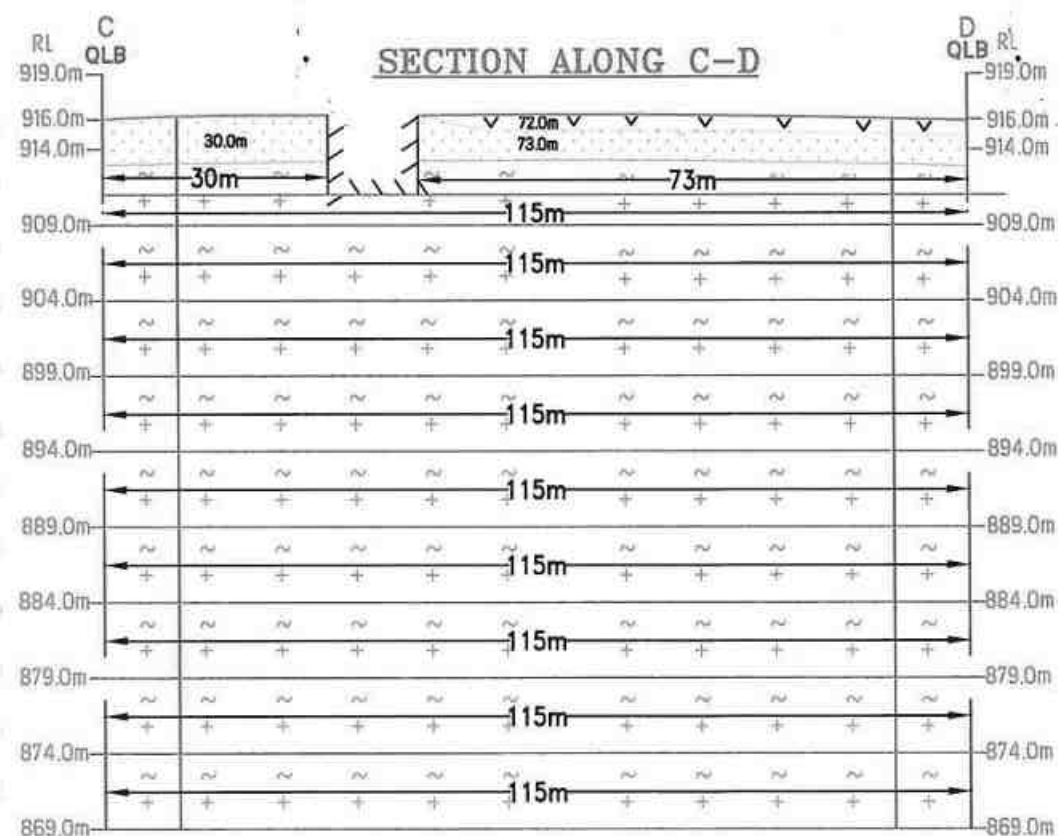 C D
RL QLB QLB RL
SECTION ALONG C-D
919.0m 919.0m
916.0m 72.0m 916.0m
914.0m 30.0m 73.0m 914.0m
30m 73m
115m
909.0m 909.0m
115m
904.0m 904.0m
115m
899.0m 899.0m
115m
894.0m 894.0m
115m
889.0m 889.0m
115m
884.0m 884.0m
115m
879.0m 879.0m
115m
874.0m 874.0m
115m
869.0m 869.0m